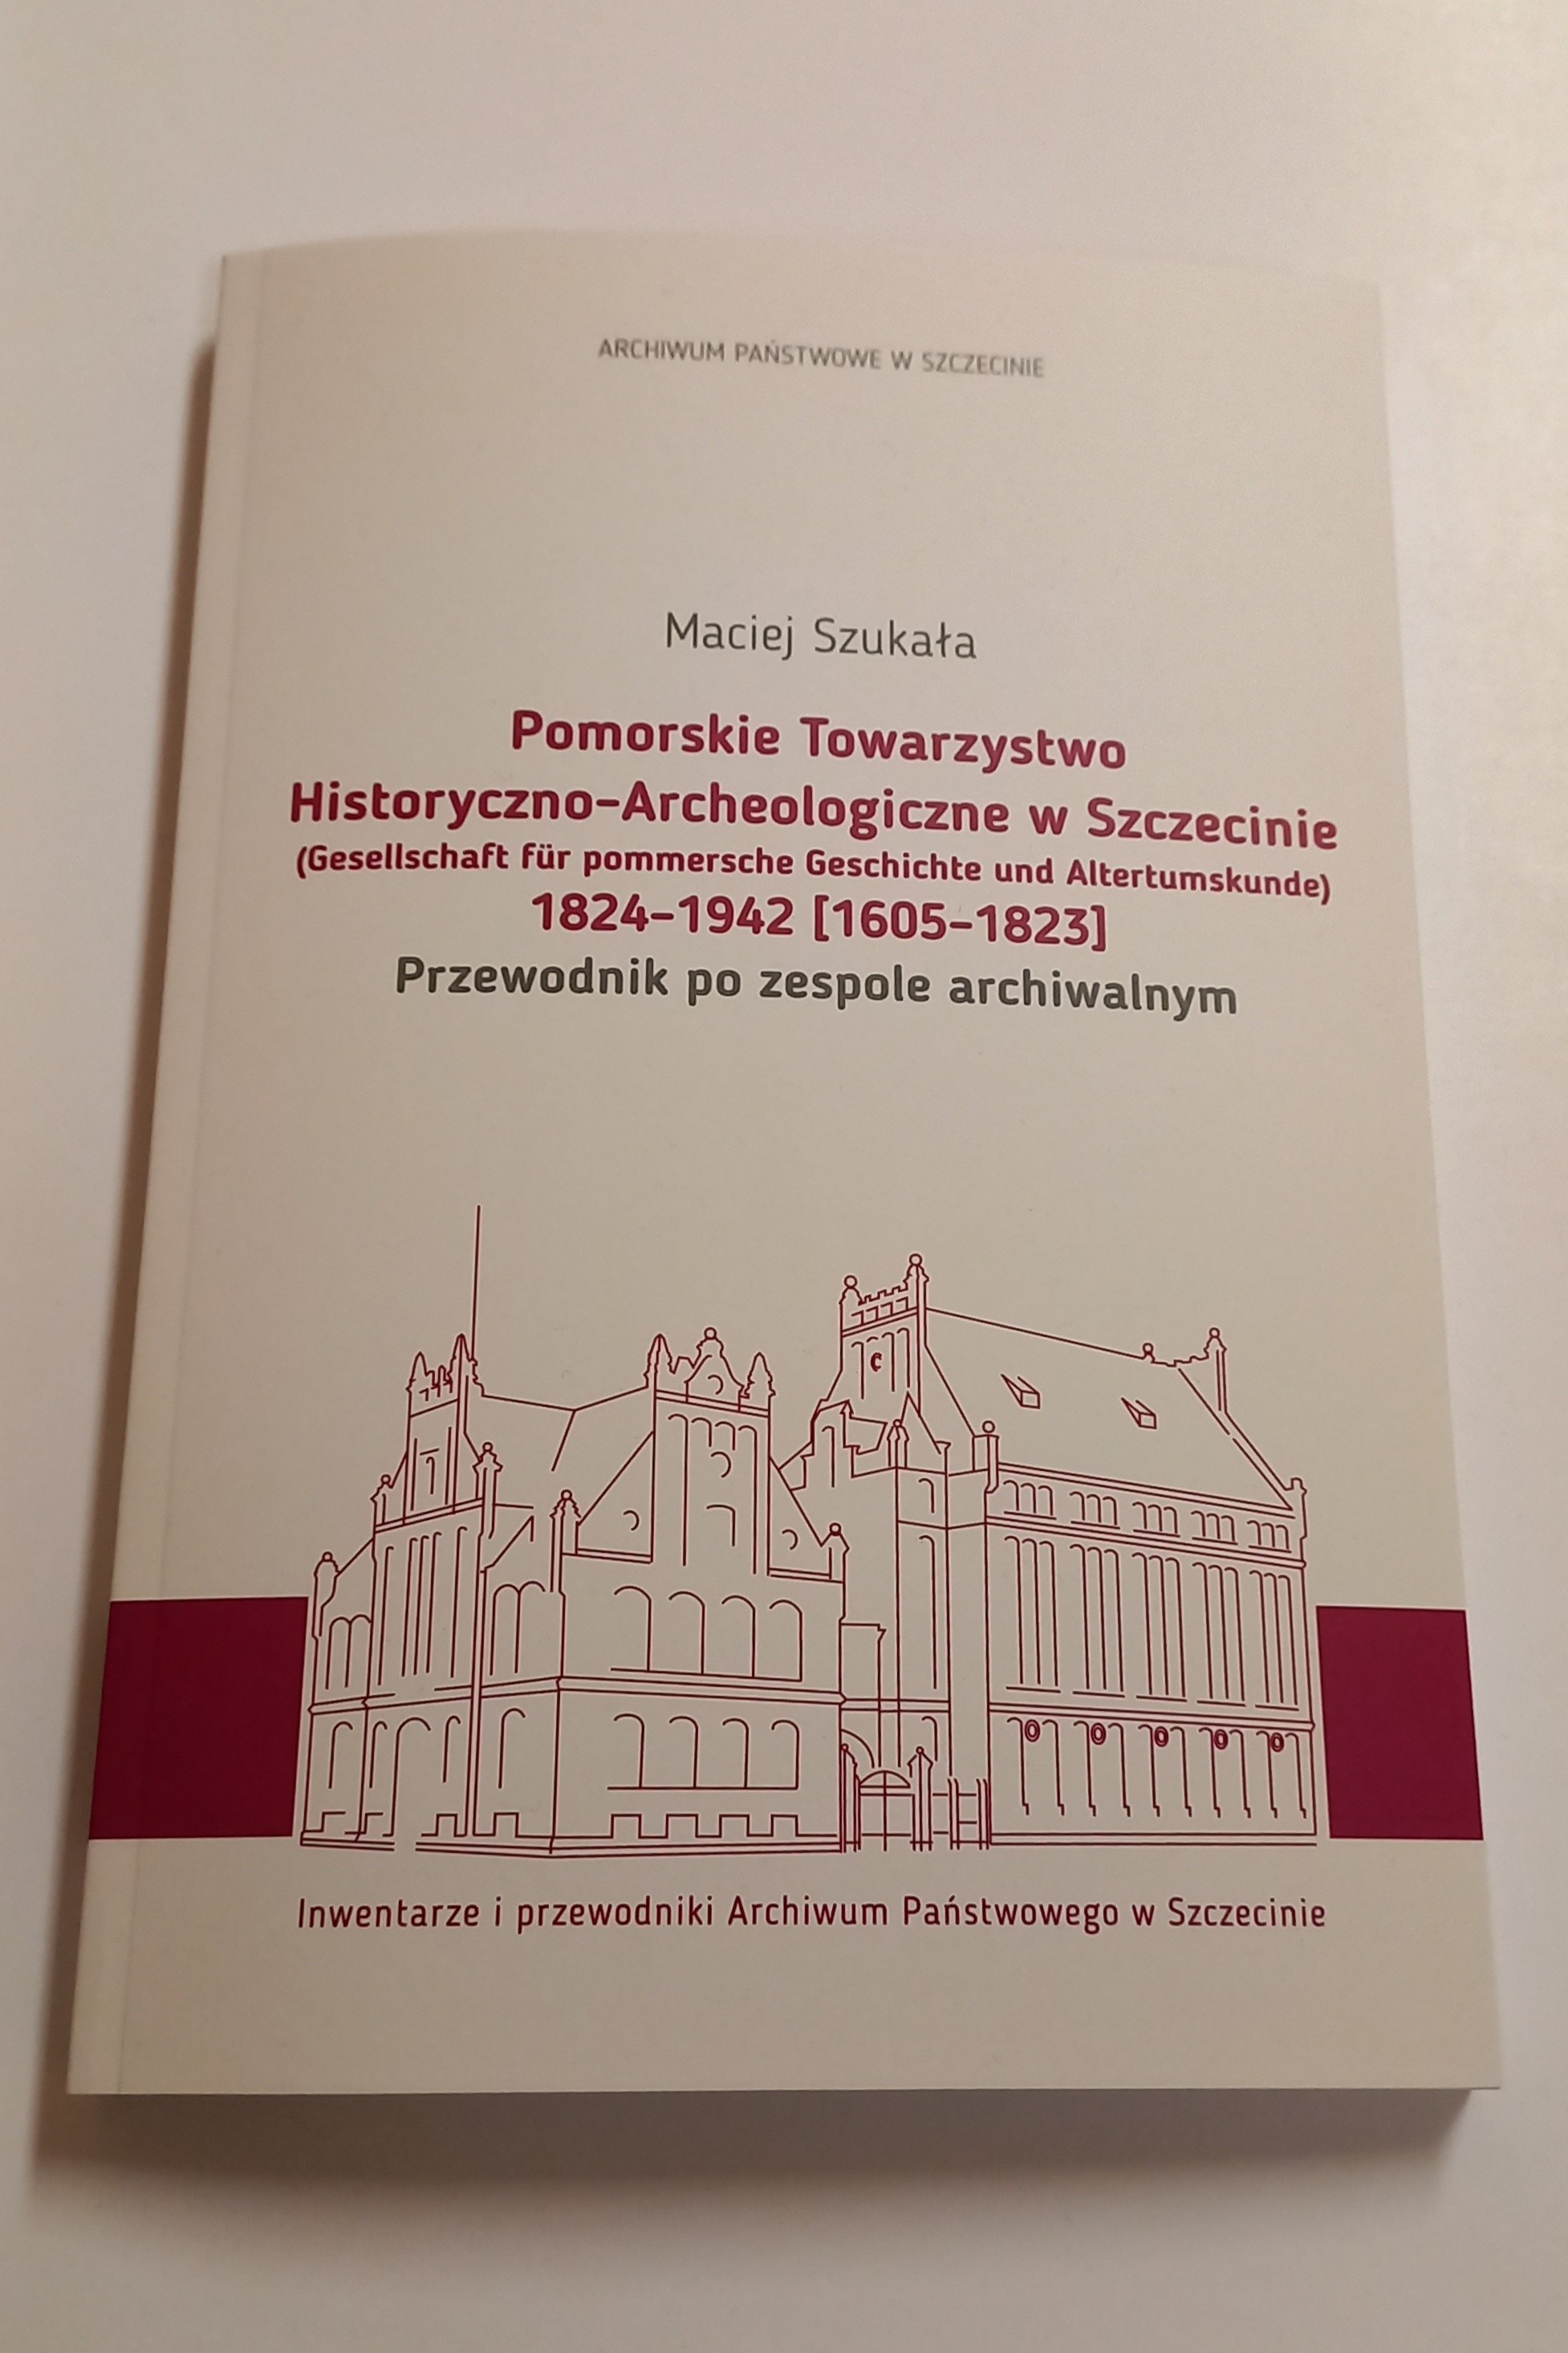 ARCHIWUM PAŃSTWOWE W SZCZECINIE
Maciej Szukała
Pomorskie Towarzystwo
Historyczno-Archeologiczne w Szczecinie
(Gesellschaft für pommersche Geschichte und Altertumskunde)
1824–1942 [1605–1823]
Przewodnik po zespole archiwalnym
Inwentarze i przewodniki Archiwum Państwowego w Szczecinie